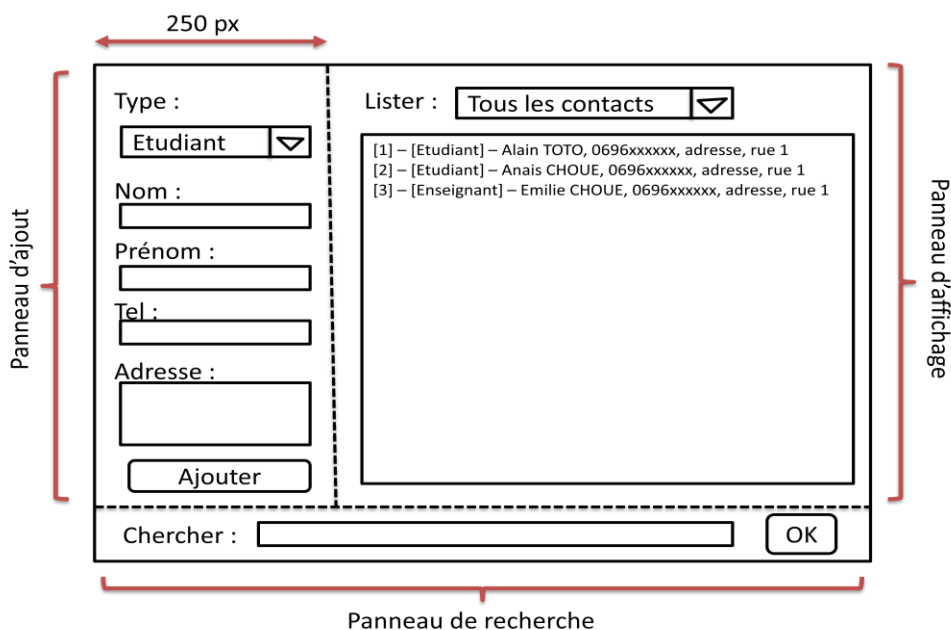 250 px
Type :
Etudiant
Nom :
Prénom :
Tel :
Adresse :
Ajouter
Lister :
Tous les contacts
[1] – [Etudiant] – Alain TOTO, 0696xxxxxx, adresse, rue 1
[2] – [Etudiant] – Anais CHOUE, 0696xxxxxx, adresse, rue 1
[3] – [Enseignant] – Emilie CHOUE, 0696xxxxxx, adresse, rue 1
Chercher :
OK
Panneau d'ajout
Panneau d'affichage
Panneau de recherche